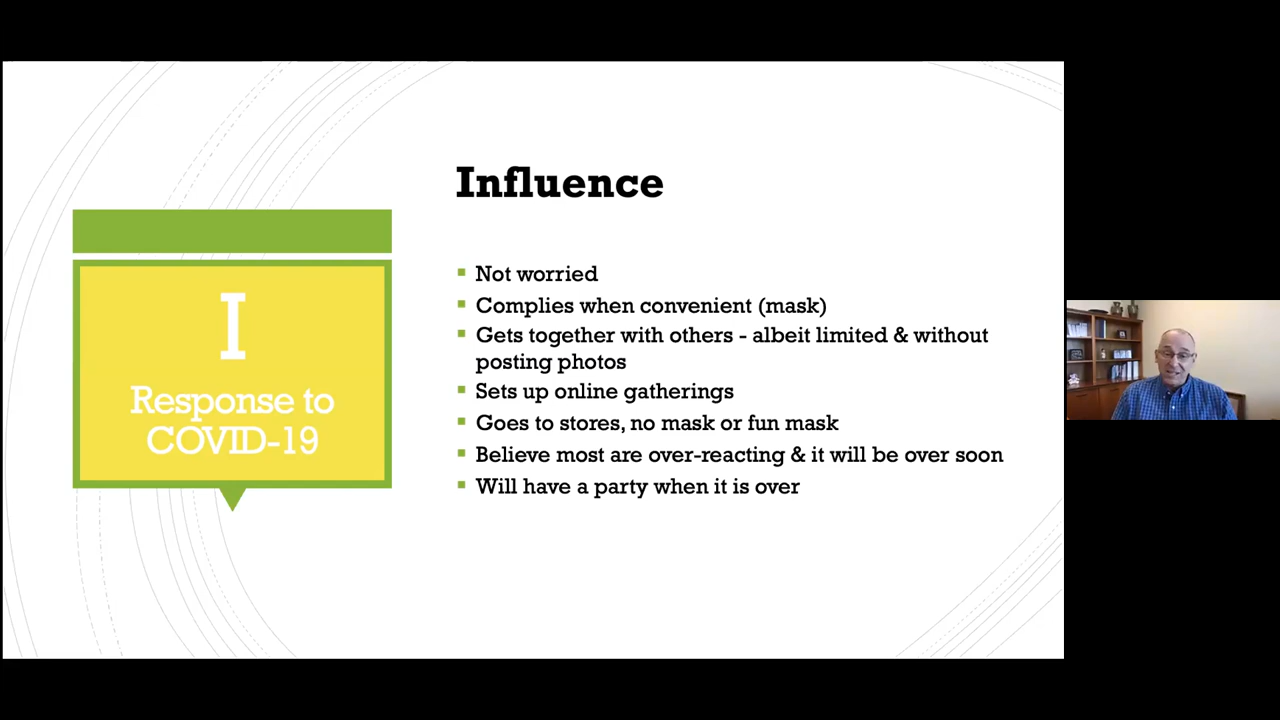 I
Response to
COVID-19
Influence
Not worried
Complies when convenient (mask)
Gets together with others - albeit limited & without
posting photos
Sets up online gatherings
Goes to stores, no mask or fun mask
Believe most are over-reacting & it will be over soon
Will have a party when it is over